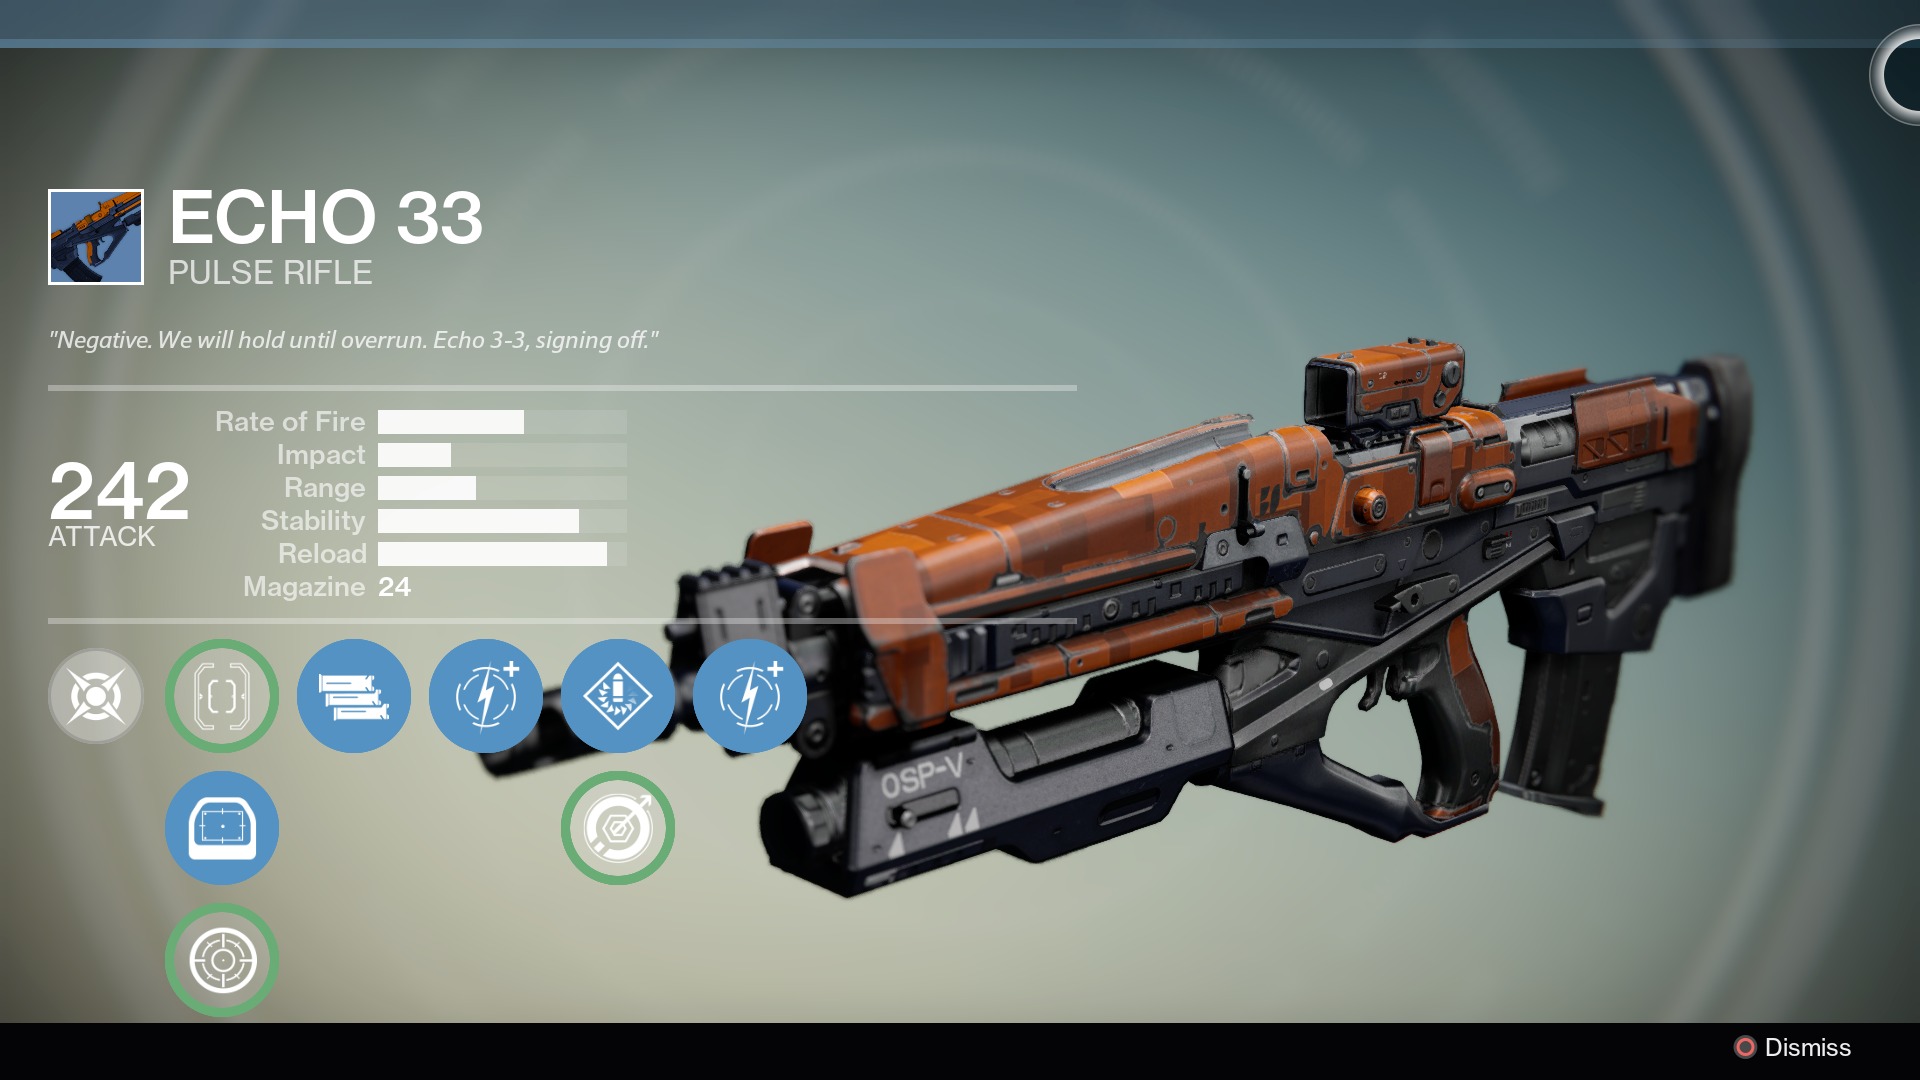 ECHO 33
PULSE RIFLE
"Negative. We will hold until overrun. Echo 3-3, signing off."
242
ATTACK
Rate of Fire
Impact
Range
Stability
Reload
Magazine 24
OSP-V
Dismiss